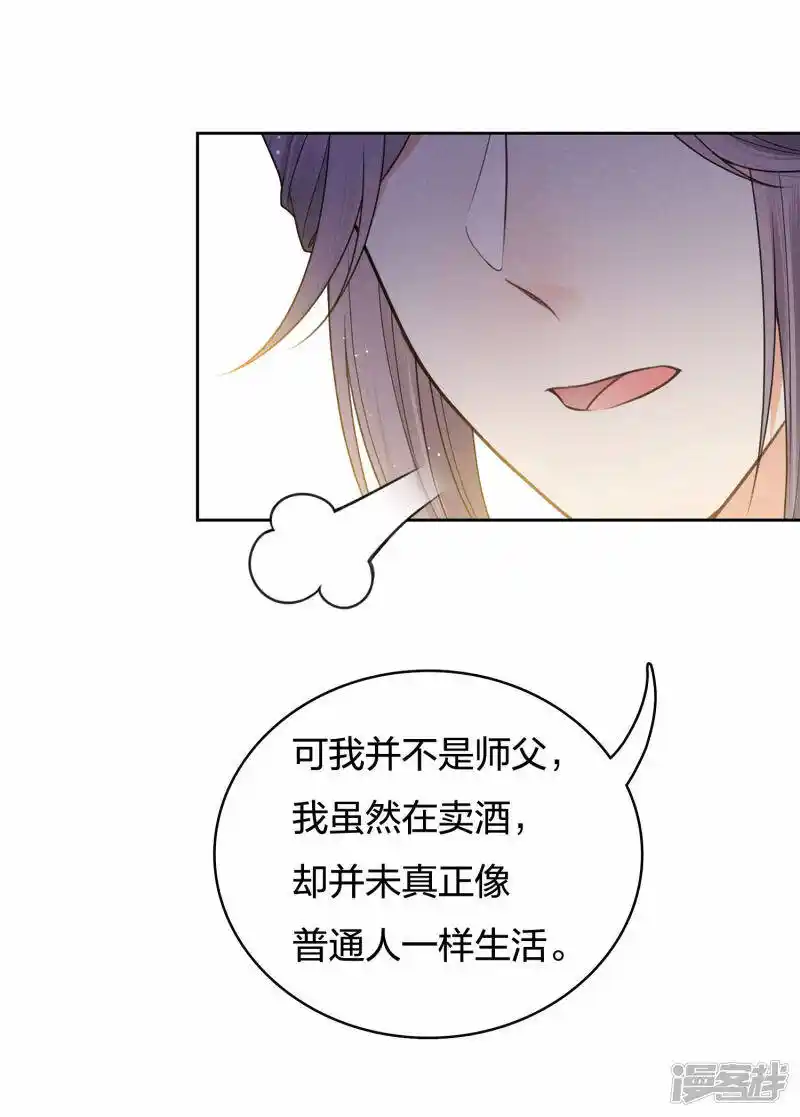 可我并不是师父，
我虽然在卖酒，
却并未真正像
普通人一样生活。
漫客栈